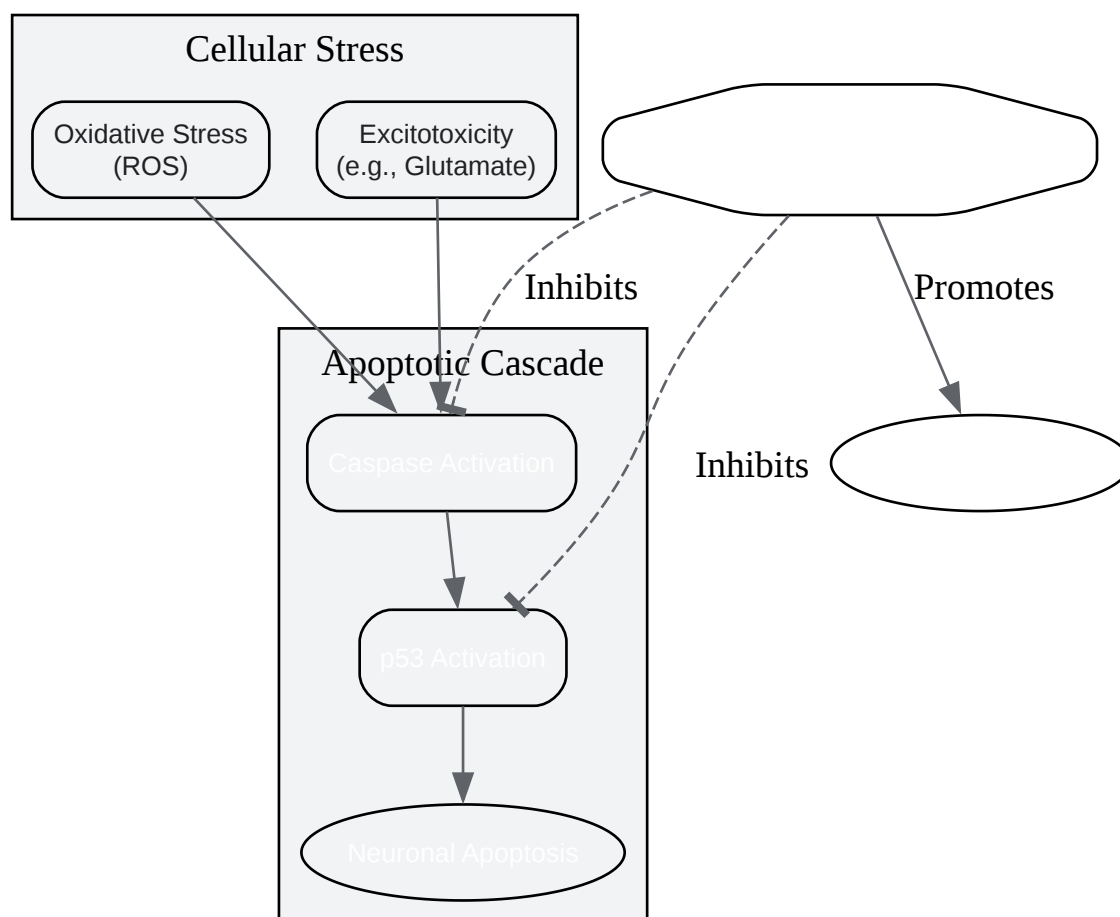 Cellular Stress
Oxidative Stress
(ROS)
Excitotoxicity
(e.g., Glutamate)
Inhibits
Promotes
Apoptotic Cascade
Caspase Activation
Inhibits
p53 Activation
Neuronal Apoptosis